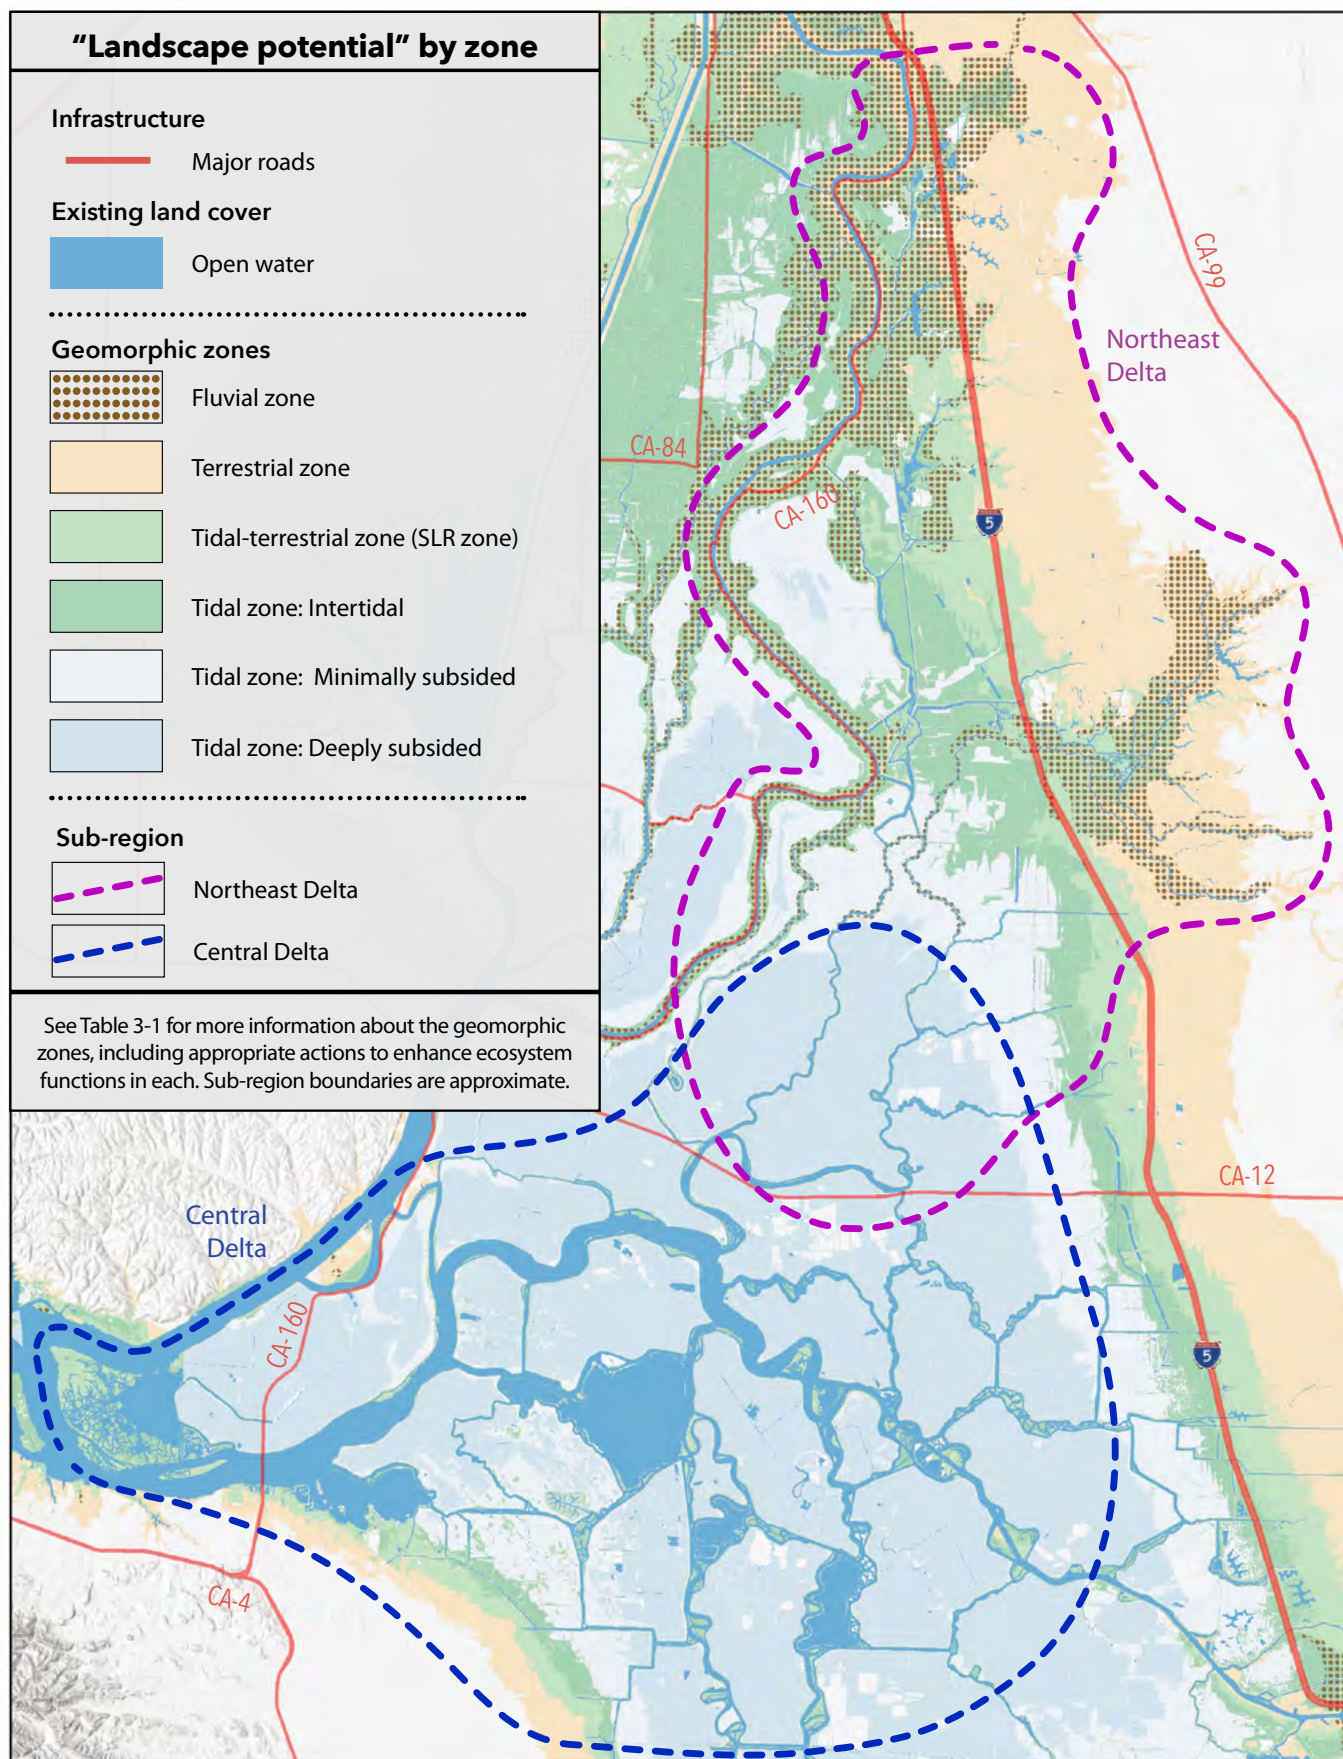 “Landscape potential” by zone
Infrastructure
Major roads
Existing land cover
Open water
Geomorphic zones
Fluvial zone
Terrestrial zone
Tidal-terrestrial zone (SLR zone)
Tidal zone: Intertidal
Tidal zone: Minimally subsided
Tidal zone: Deeply subsided
Sub-region
Northeast Delta
Central Delta
See Table 3-1 for more information about the geomorphic
zones, including appropriate actions to enhance ecosystem
functions in each. Sub-region boundaries are approximate.
CA-99
Northeast
Delta
CA-84
CA-160
5
CA-12
Central
Delta
CA-160
5
CA-4